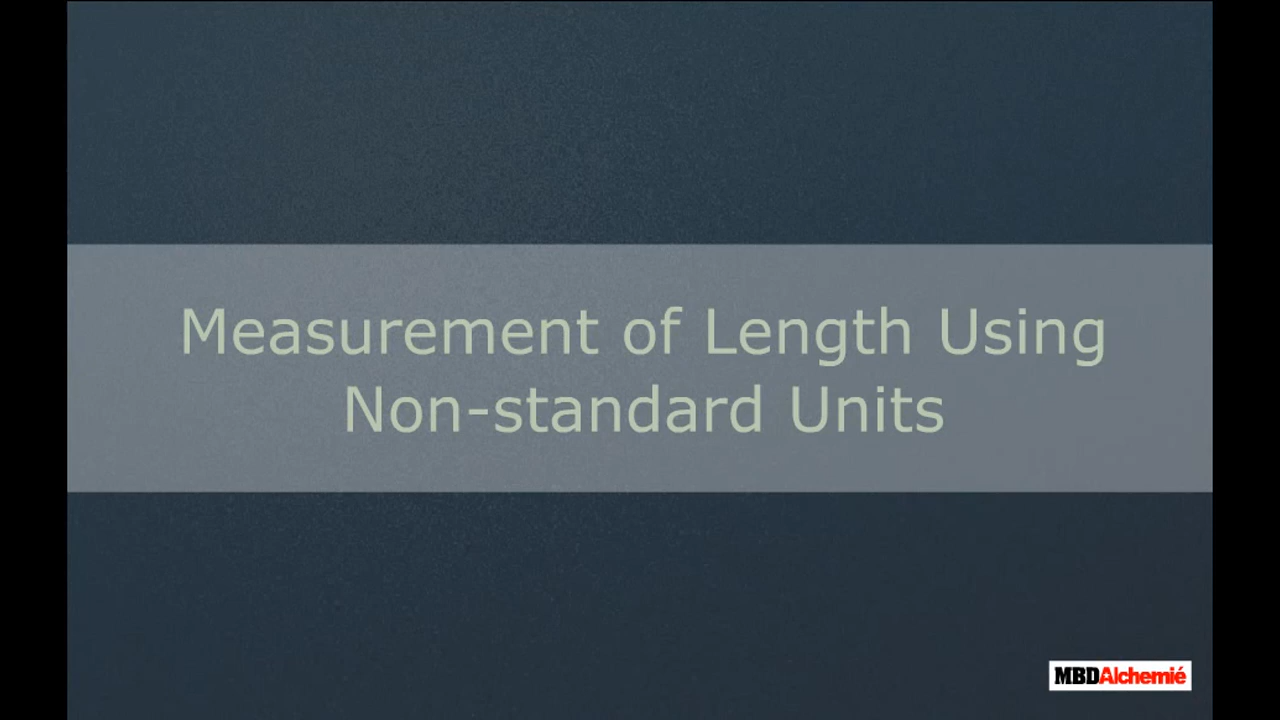 Measurement of Length Using
Non-standard Units
MBDAlchemié